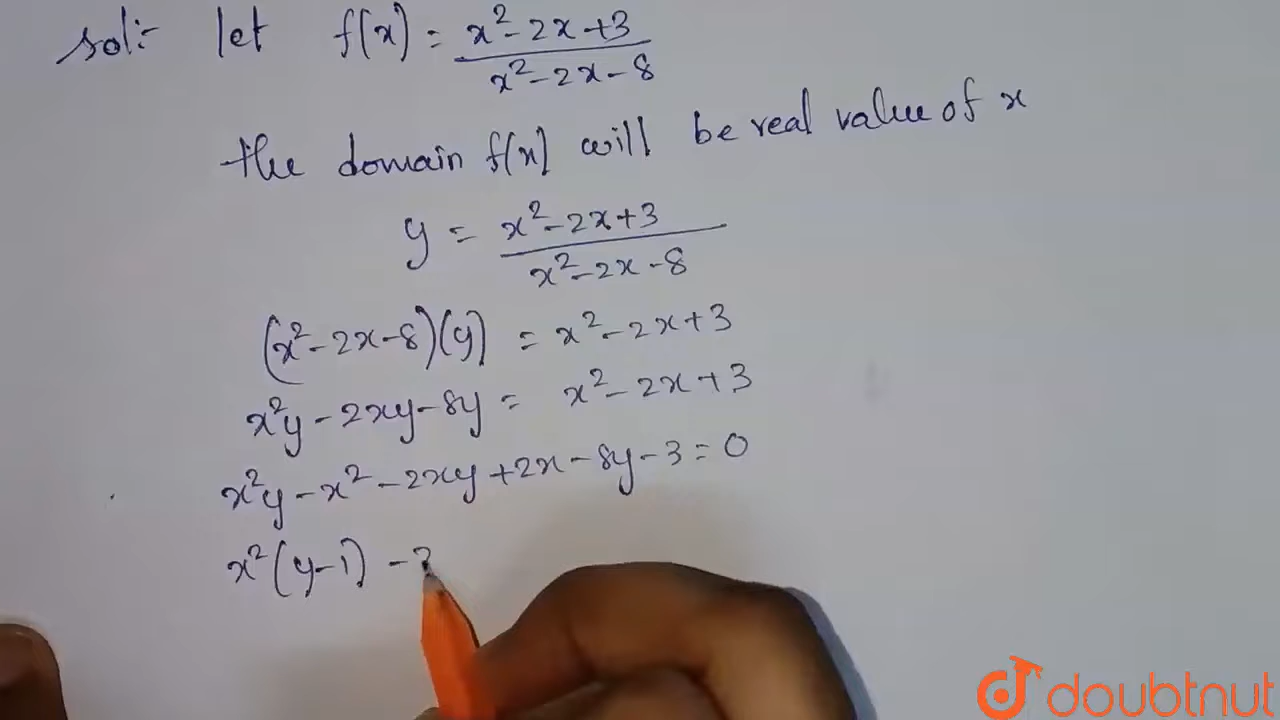 sol:- let f(x) = x²-2x+3 / x²-2x-8
the domain f(x) will be real value of x
y = x²-2x+3 / x²-2x-8
(x²-2x-8)(y) = x²-2x+3
x²y-2xy-8y = x²-2x+3
x²y-x²-2xy+2x-8y-3=0
x²(y-1) -2
doubtnut